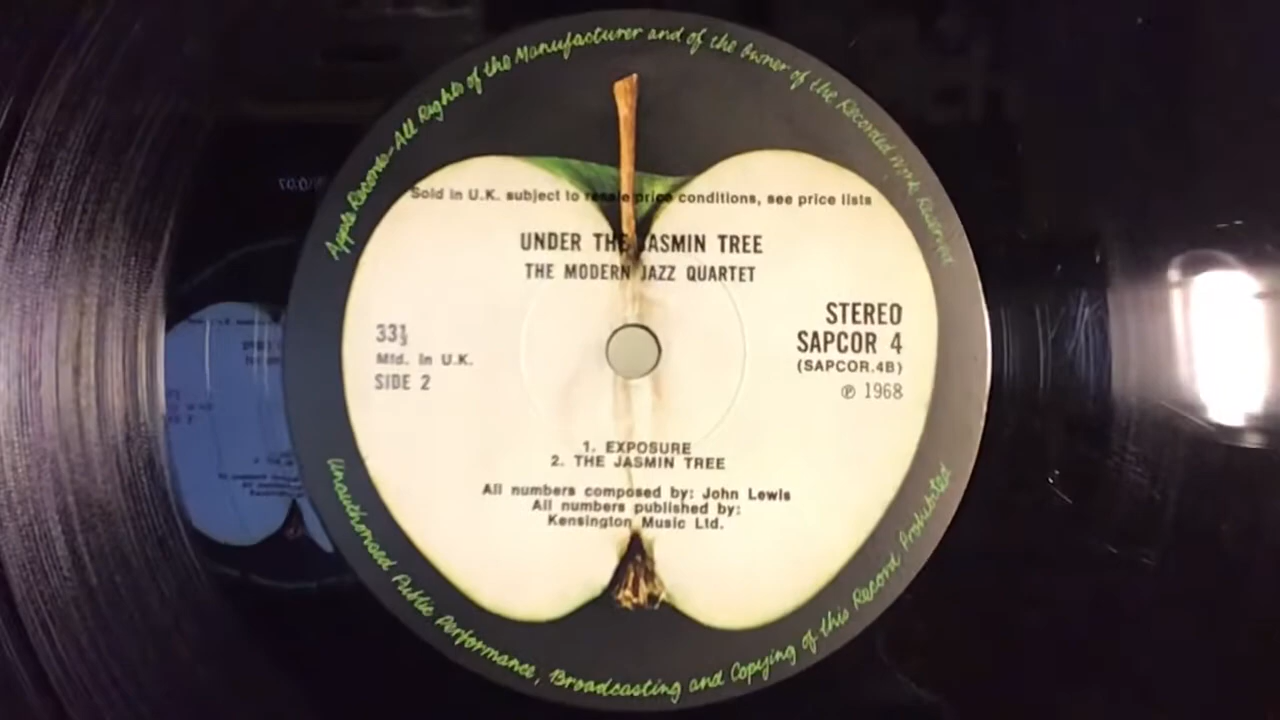 Apple Records—All Rights of the Manufacturer and of the Owner of the Recorded Work Reserved
Sold in U.K. subject to resale price conditions, see price lists
UNDER THE JASMIN TREE
THE MODERN JAZZ QUARTET
33⅓
Mfd. in U.K.
SIDE 2
STEREO
SAPCOR 4
(SAPCOR.4B)
℗ 1968
1. EXPOSURE
2. THE JASMIN TREE
All numbers composed by: John Lewis
All numbers published by:
Kensington Music Ltd.
Unauthorised Public Performance, Broadcasting and Copying of this Record Prohibited